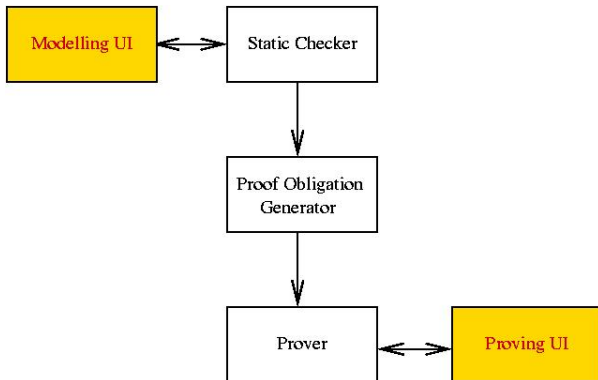 Modelling UI
Static Checker
Proof Obligation
Generator
Prover
Proving UI